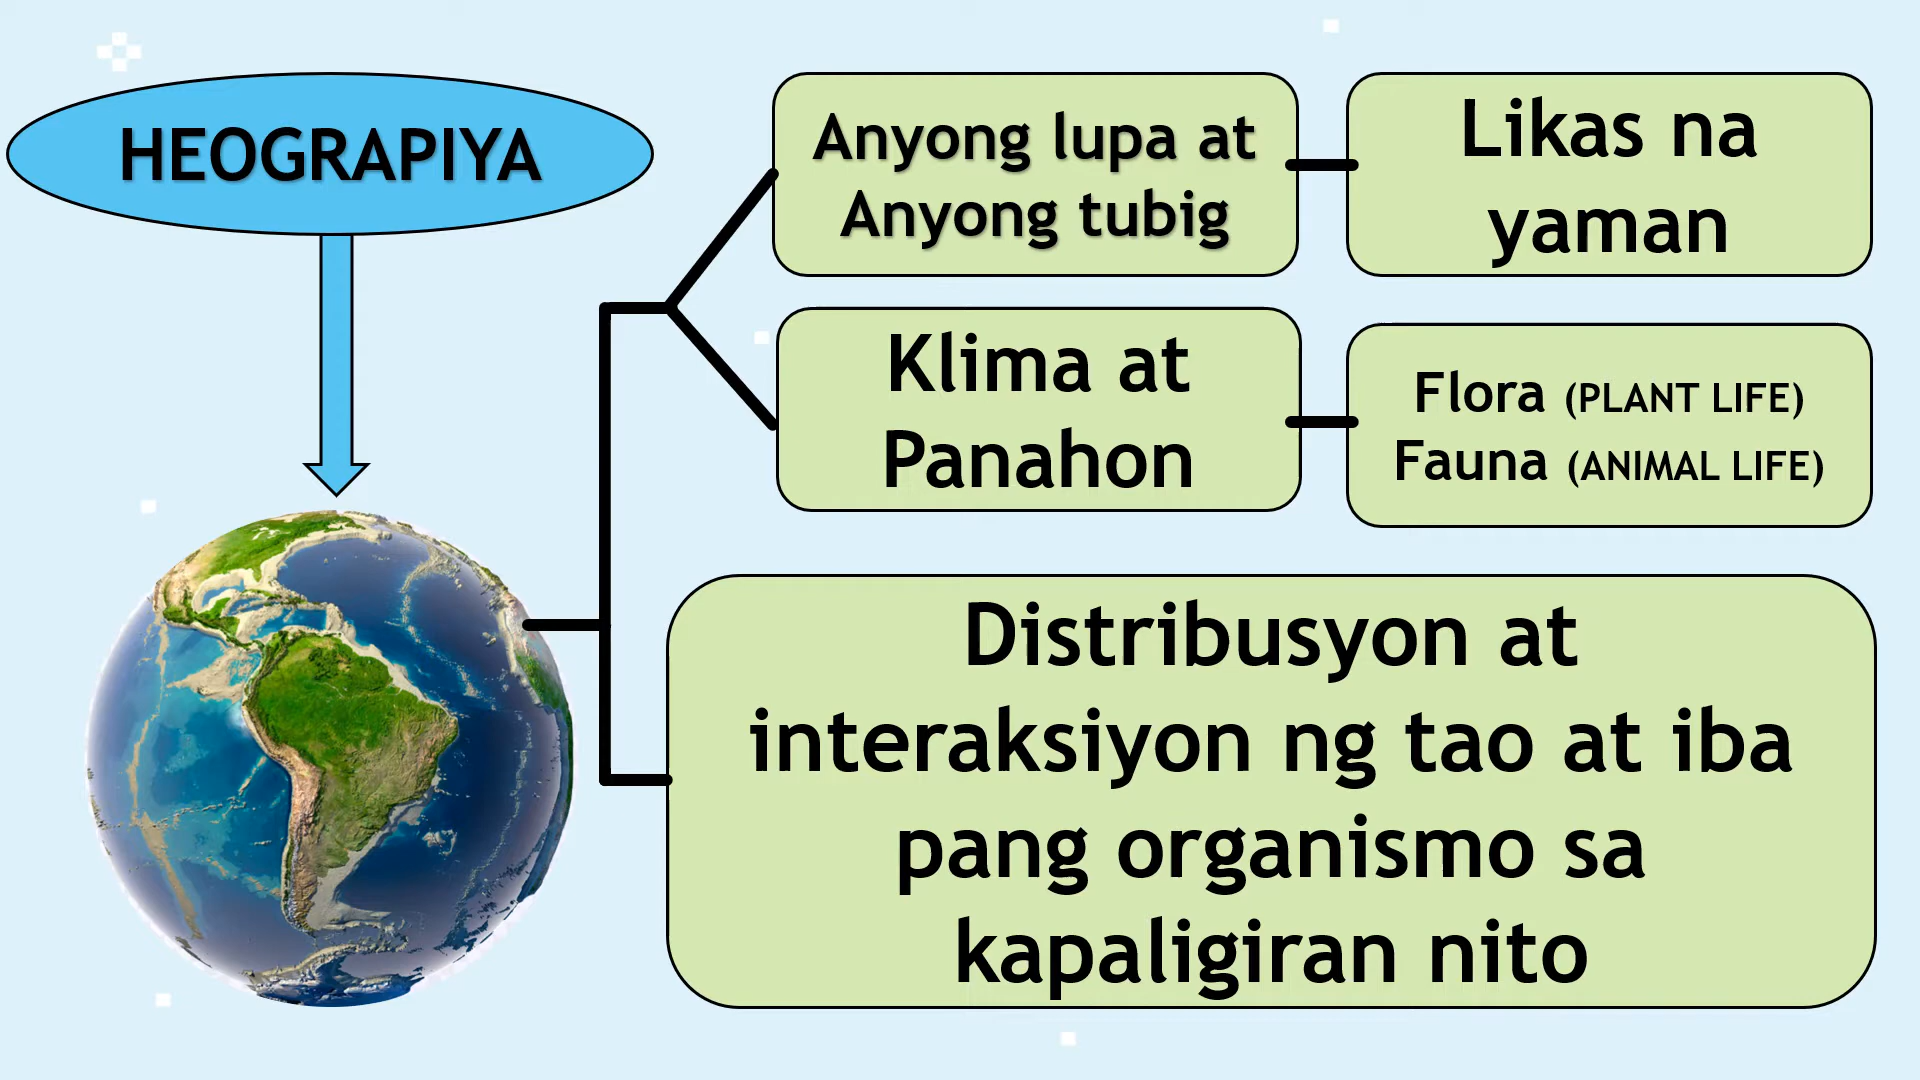 HEOGRAPIYA
Anyong lupa at
Anyong tubig
Likas na
yaman
Klima at
Panahon
Flora (PLANT LIFE)
Fauna (ANIMAL LIFE)
Distribusyon at
interaksiyon ng tao at iba
pang organismo sa
kapaligiran nito